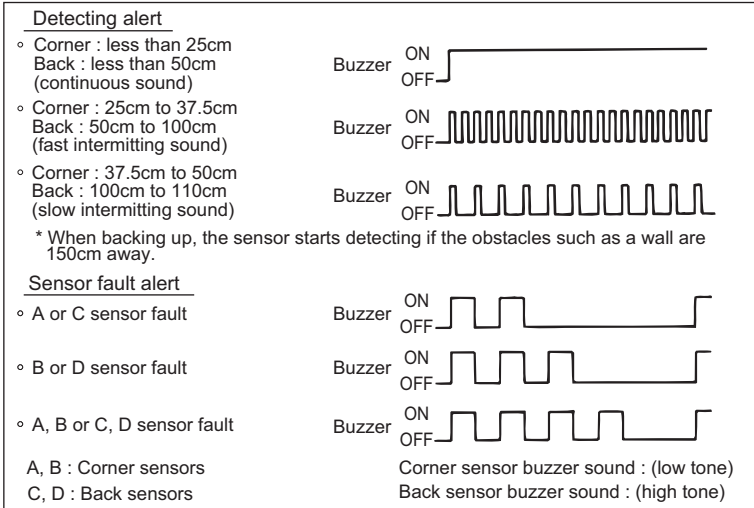 Detecting alert
◦ Corner : less than 25cm
Back : less than 50cm
(continuous sound)
Buzzer ON
OFF
◦ Corner : 25cm to 37.5cm
Back : 50cm to 100cm
(fast intermitting sound)
Buzzer ON
OFF
◦ Corner : 37.5cm to 50cm
Back : 100cm to 110cm
(slow intermitting sound)
Buzzer ON
OFF
* When backing up, the sensor starts detecting if the obstacles such as a wall are
150cm away.
Sensor fault alert
◦ A or C sensor fault
Buzzer ON
OFF
◦ B or D sensor fault
Buzzer ON
OFF
◦ A, B or C, D sensor fault
Buzzer ON
OFF
A, B : Corner sensors
C, D : Back sensors
Corner sensor buzzer sound : (low tone)
Back sensor buzzer sound : (high tone)